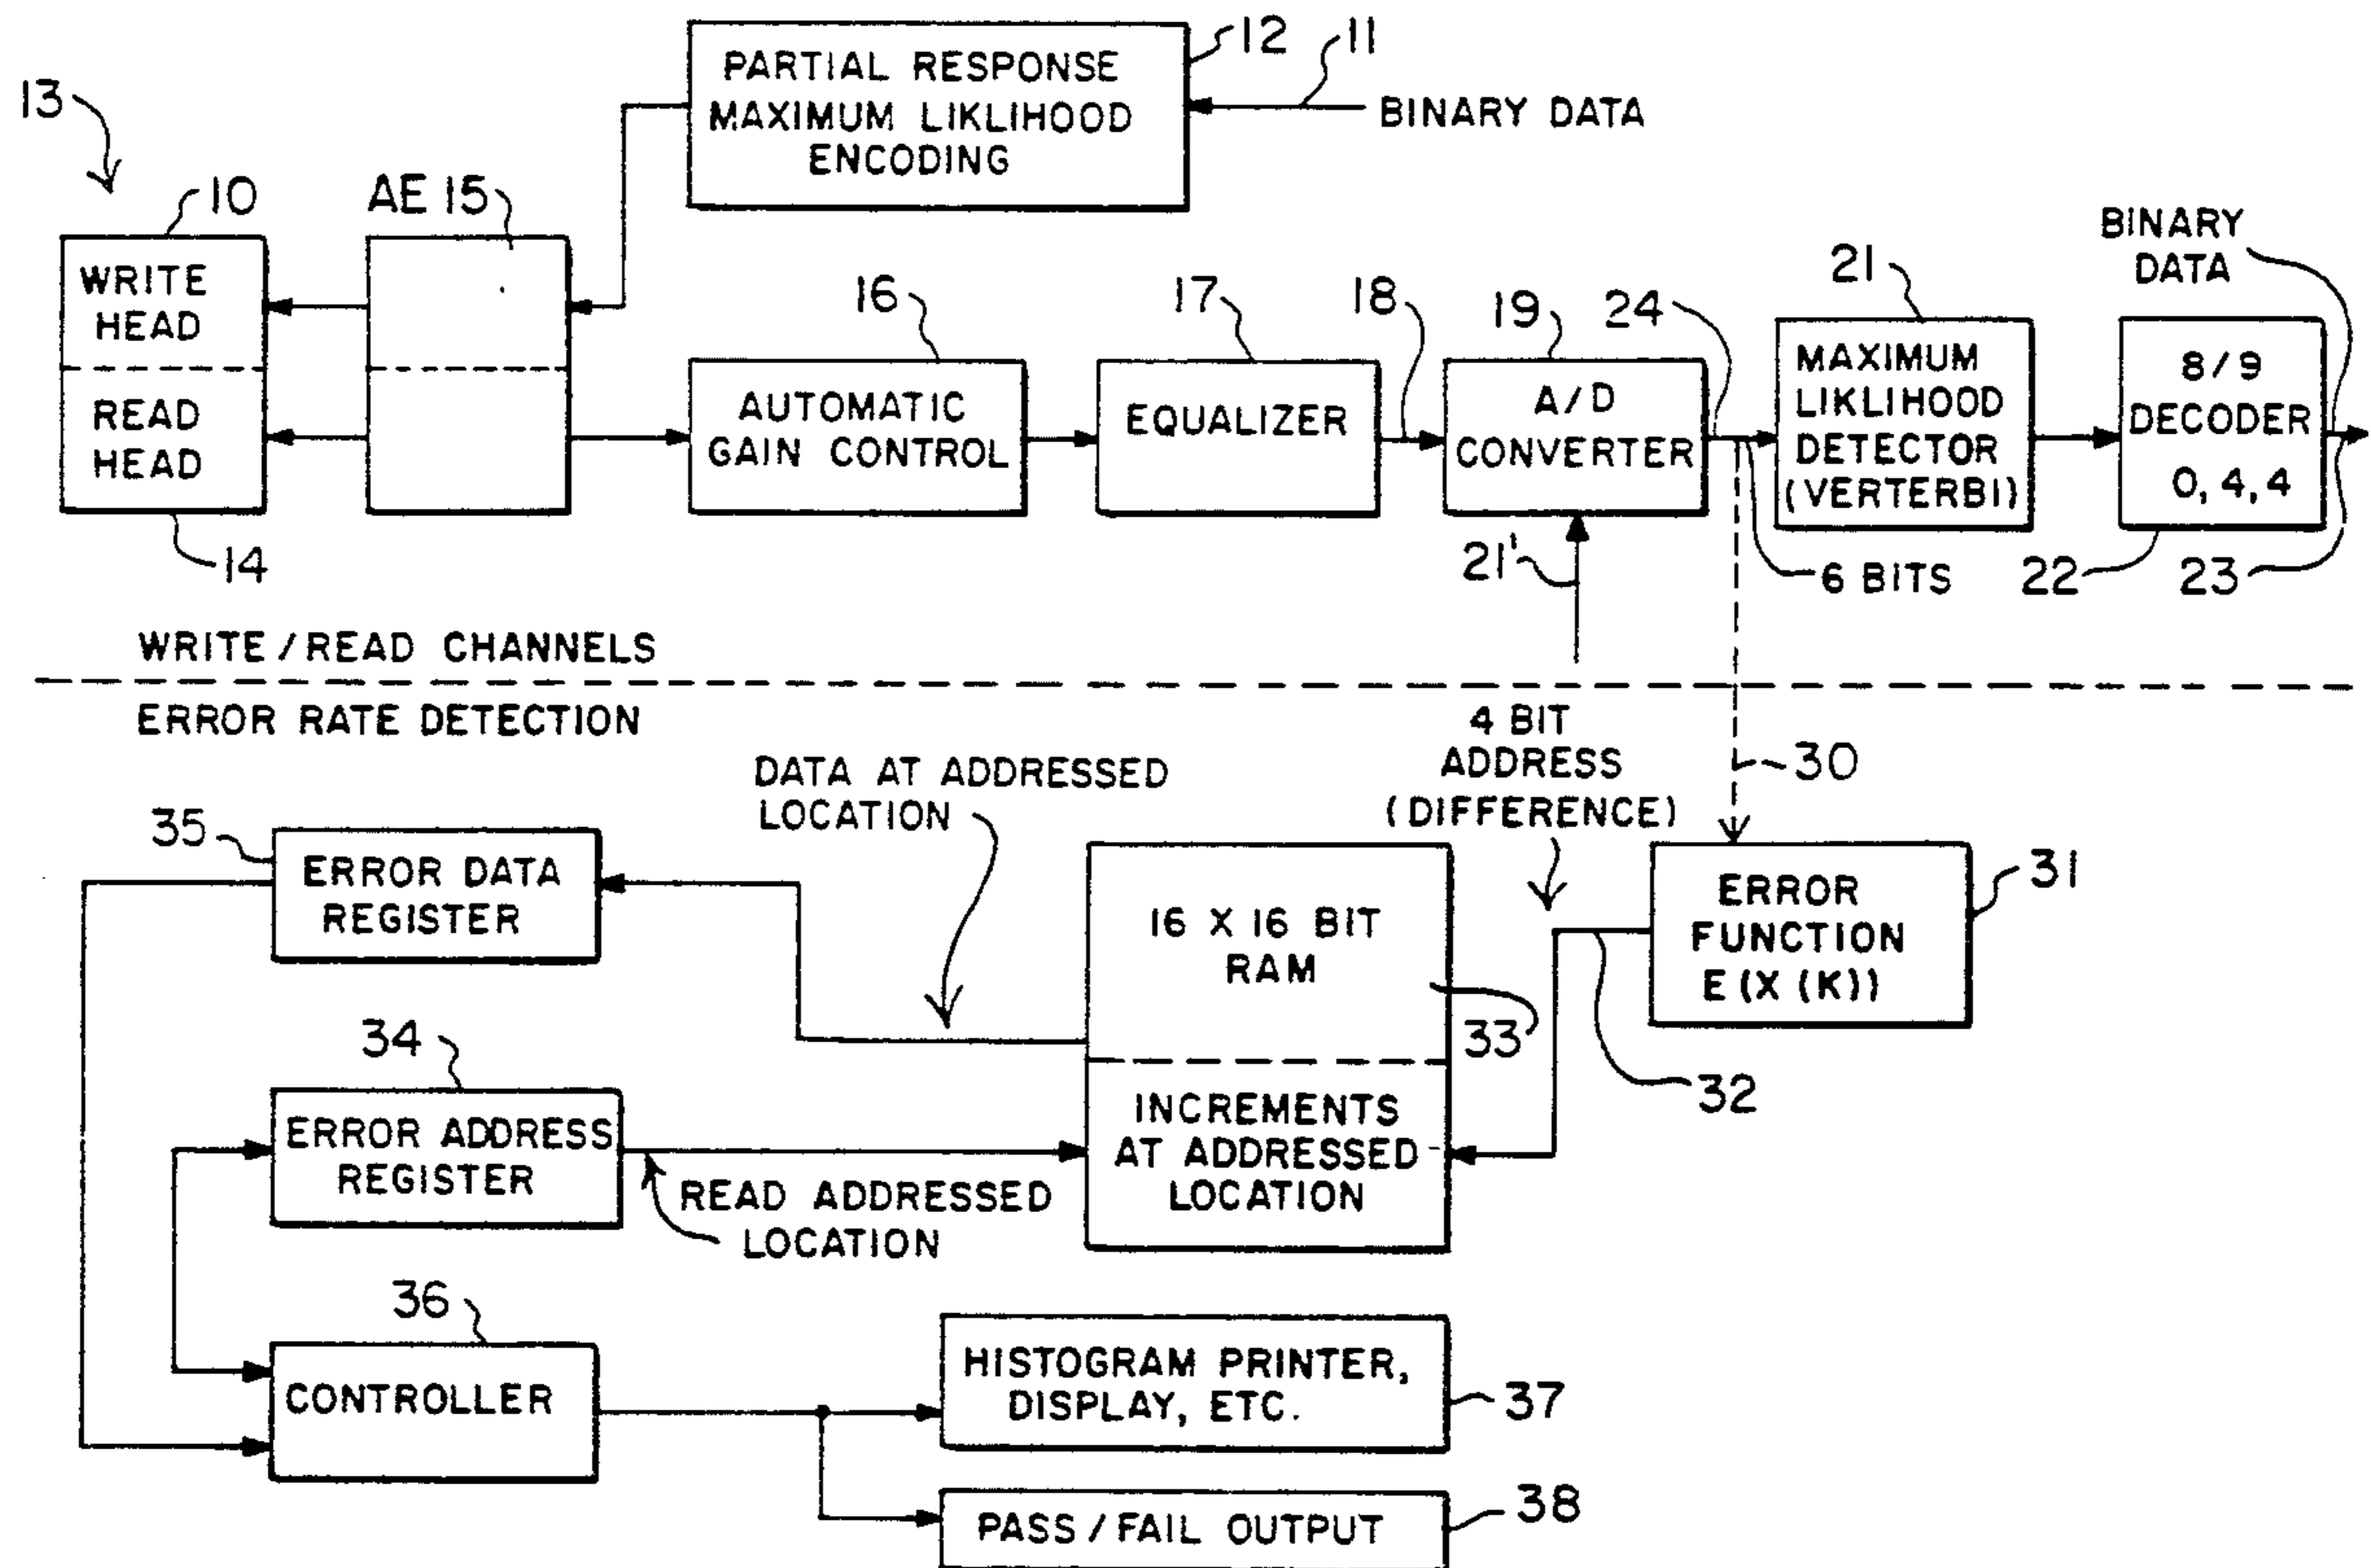 12
11
PARTIAL RESPONSE
MAXIMUM LIKLIHOOD
ENCODING
BINARY DATA
13
10
AE 15
WRITE
HEAD
READ
HEAD
14
16
AUTOMATIC
GAIN CONTROL
17
EQUALIZER
18
19
A/D
CONVERTER
21'
24
6 BITS
21
MAXIMUM
LIKLIHOOD
DETECTOR
(VERTERBI)
BINARY
DATA
8/9
DECODER
0, 4, 4
22
23
WRITE / READ CHANNELS
ERROR RATE DETECTION
DATA AT ADDRESSED
LOCATION
4 BIT
ADDRESS
(DIFFERENCE)
30
35
ERROR DATA
REGISTER
16 X 16 BIT
RAM
33
INCREMENTS
AT ADDRESSED
LOCATION
ERROR
FUNCTION
E (X (K))
31
32
34
ERROR ADDRESS
REGISTER
READ ADDRESSED
LOCATION
36
CONTROLLER
HISTOGRAM PRINTER,
DISPLAY, ETC.
37
PASS / FAIL OUTPUT
38